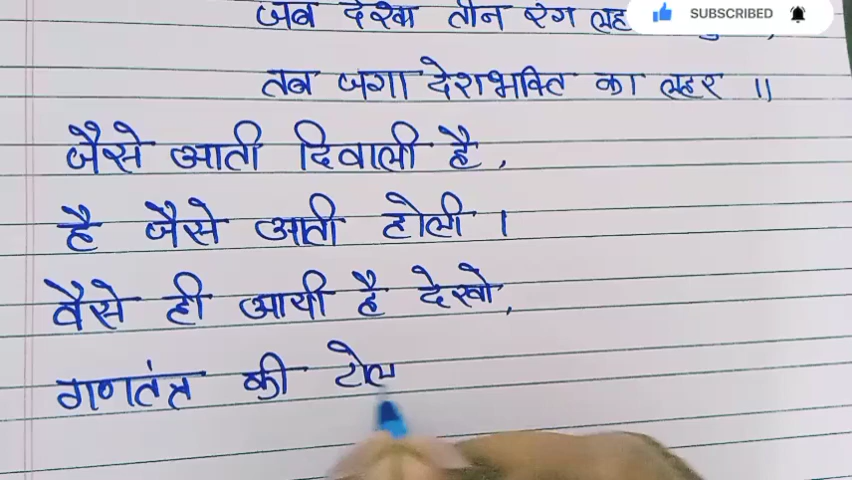 जब देखा तीन रंग
SUBSCRIBED
तब जगा देशभक्ति का लहर ॥
जैसे आती दिवाली है,
है जैसे आती होली ।
वैसे ही आयी है देखो,
गणतंत्र की टोल